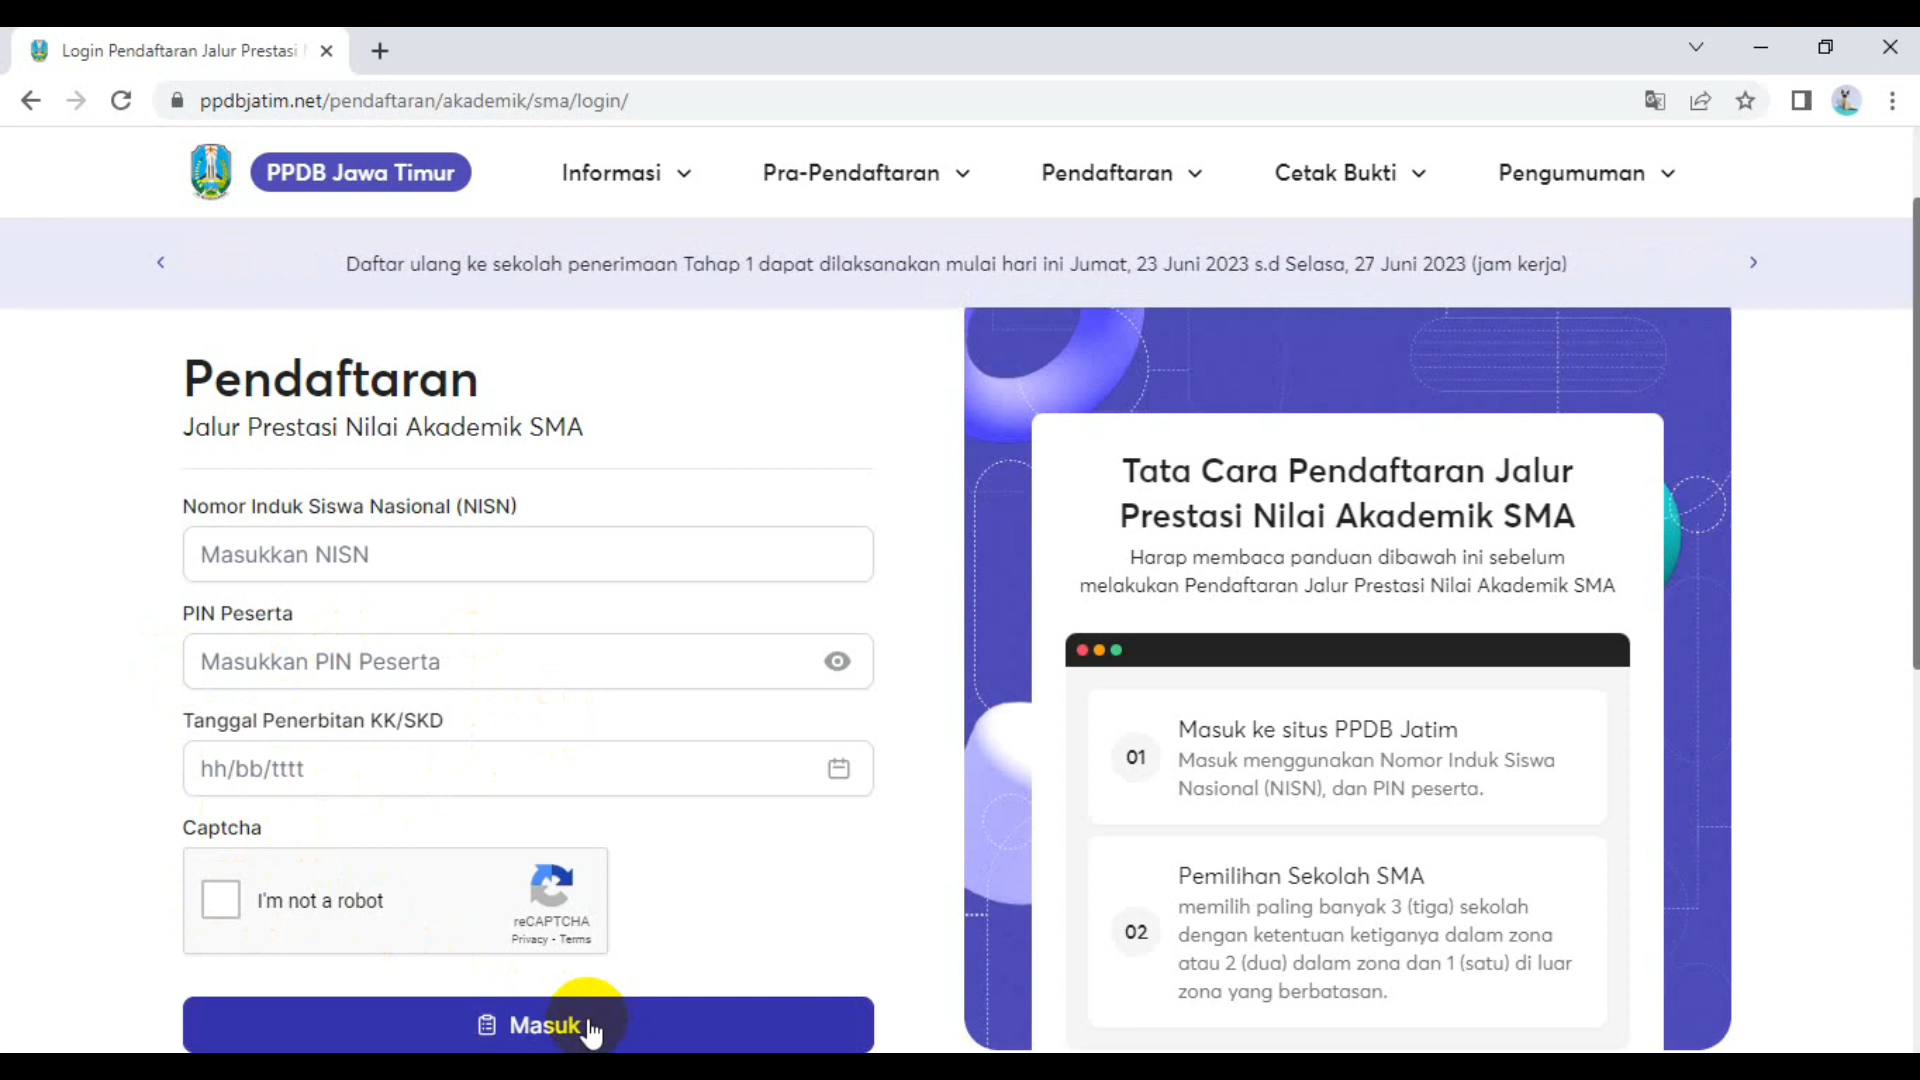 Login Pendaftaran Jalur Prestasi
ppdbjatim.net/pendaftaran/akademik/sma/login/
PPDB Jawa Timur
Informasi
Pra-Pendaftaran
Pendaftaran
Cetak Bukti
Pengumuman
Daftar ulang ke sekolah penerimaan Tahap 1 dapat dilaksanakan mulai hari ini Jumat, 23 Juni 2023 s.d Selasa, 27 Juni 2023 (jam kerja)
Pendaftaran
Jalur Prestasi Nilai Akademik SMA
Nomor Induk Siswa Nasional (NISN)
Masukkan NISN
PIN Peserta
Masukkan PIN Peserta
Tanggal Penerbitan KK/SKD
hh/bb/tttt
Captcha
I'm not a robot
reCAPTCHA
Privacy - Terms
Masuk
Tata Cara Pendaftaran Jalur
Prestasi Nilai Akademik SMA
Harap membaca panduan dibawah ini sebelum
melakukan Pendaftaran Jalur Prestasi Nilai Akademik SMA
01
Masuk ke situs PPDB Jatim
Masuk menggunakan Nomor Induk Siswa
Nasional (NISN), dan PIN peserta.
02
Pemilihan Sekolah SMA
memilih paling banyak 3 (tiga) sekolah
dengan ketentuan ketiganya dalam zona
atau 2 (dua) dalam zona dan 1 (satu) di luar
zona yang berbatasan.